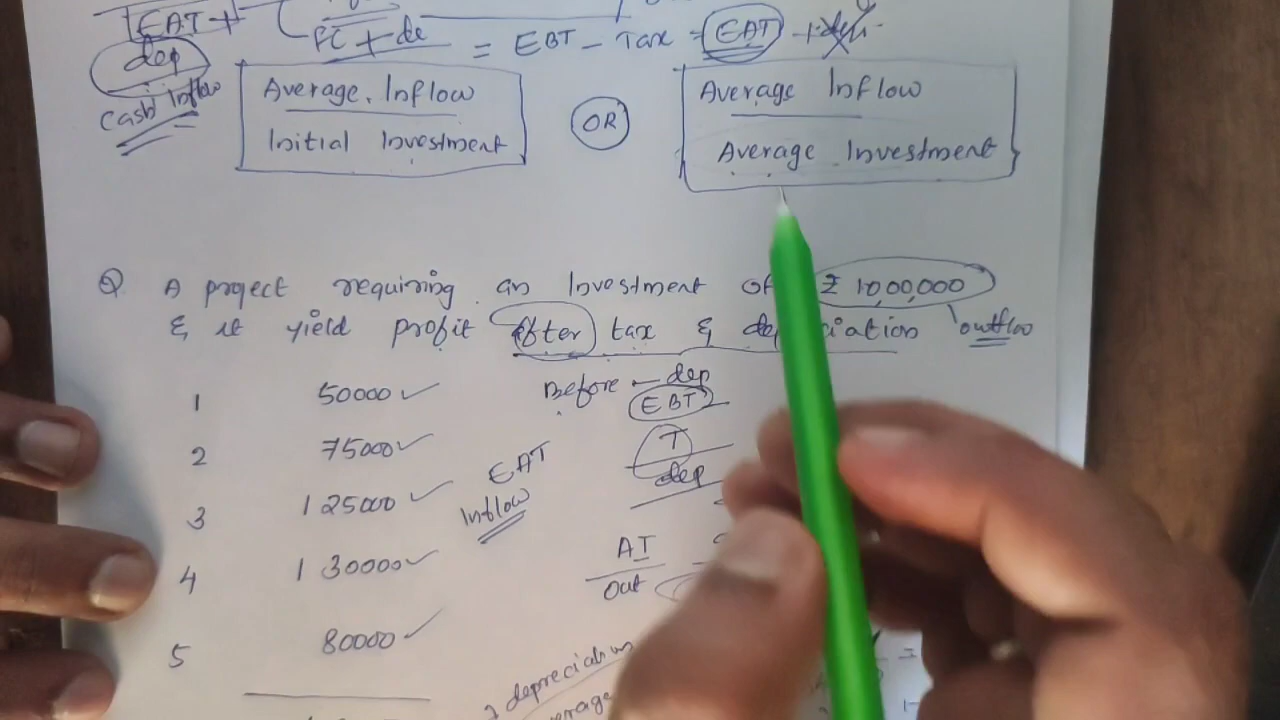 EAT +
dep
cash Inflow
FC + de = EBT - Tax = EAT
Average Inflow
Initial Investment
OR
Average Inflow
Average Investment
Q A project requiring an Investment of ₹ 10,00,000
& it yield profit after tax & depreciation outflow
1 50000 ✓ Before - dep
EBT
2 75000 ✓ T
dep
3 125000 ✓ EAT
Inflow
4 130000 ✓ AI
out
5 80000 ✓
depreciation